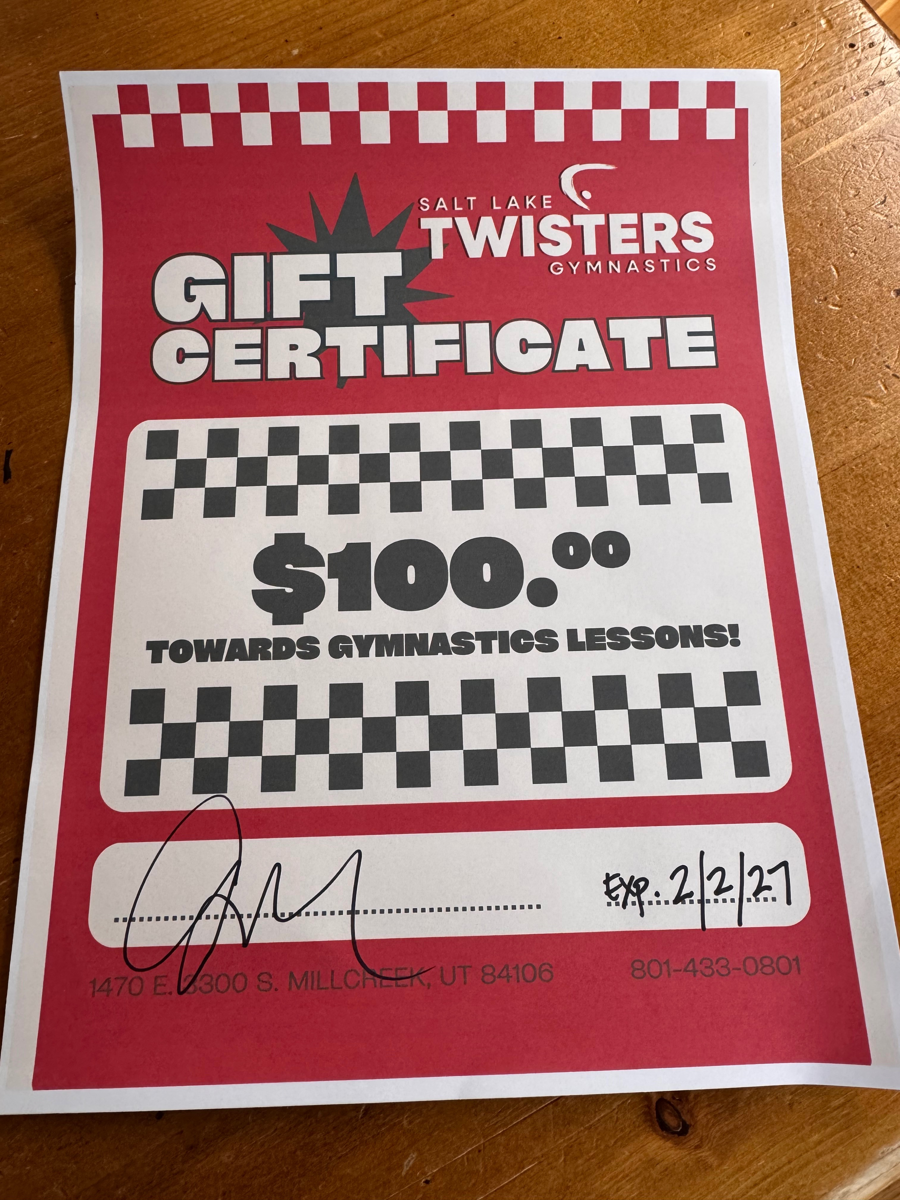 SALT LAKE
TWISTERS
GYMNASTICS
GIFT
CERTIFICATE
$100.00
TOWARDS GYMNASTICS LESSONS!
Exp. 2/2/27
1470 E. 3300 S. MILLCREEK, UT 84106 801-433-0801